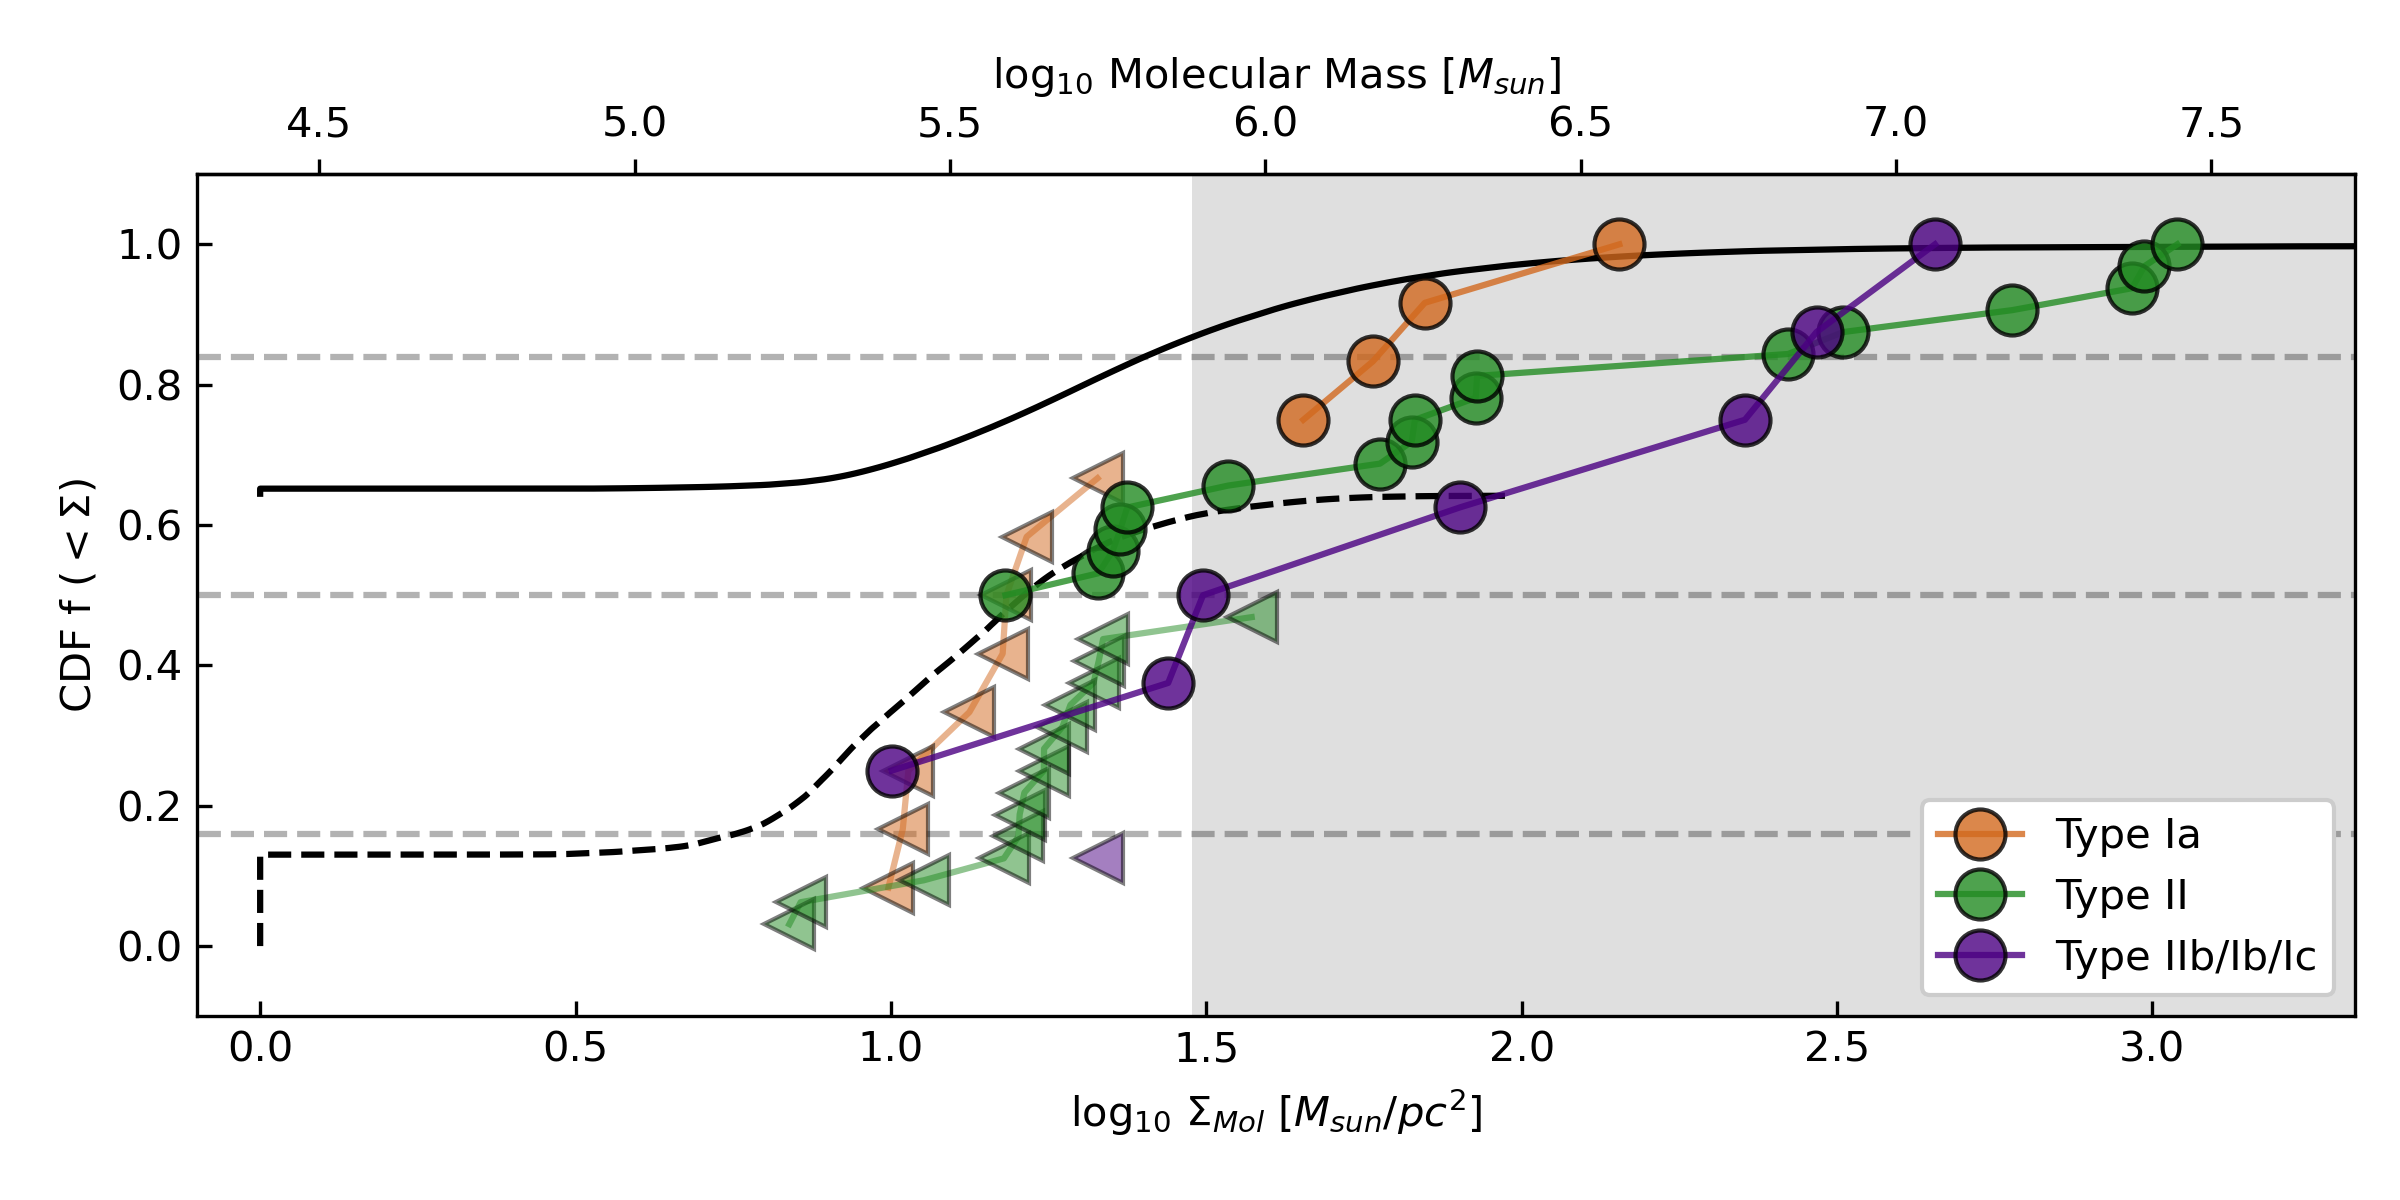 log₁₀ Molecular Mass [M_sun]
4.5 5.0 5.5 6.0 6.5 7.0 7.5
CDF f ( < Σ)
1.0
0.8
0.6
0.4
0.2
0.0
Type Ia
Type II
Type IIb/Ib/Ic
0.0 0.5 1.0 1.5 2.0 2.5 3.0
log₁₀ Σ_Mol [M_sun/pc²]